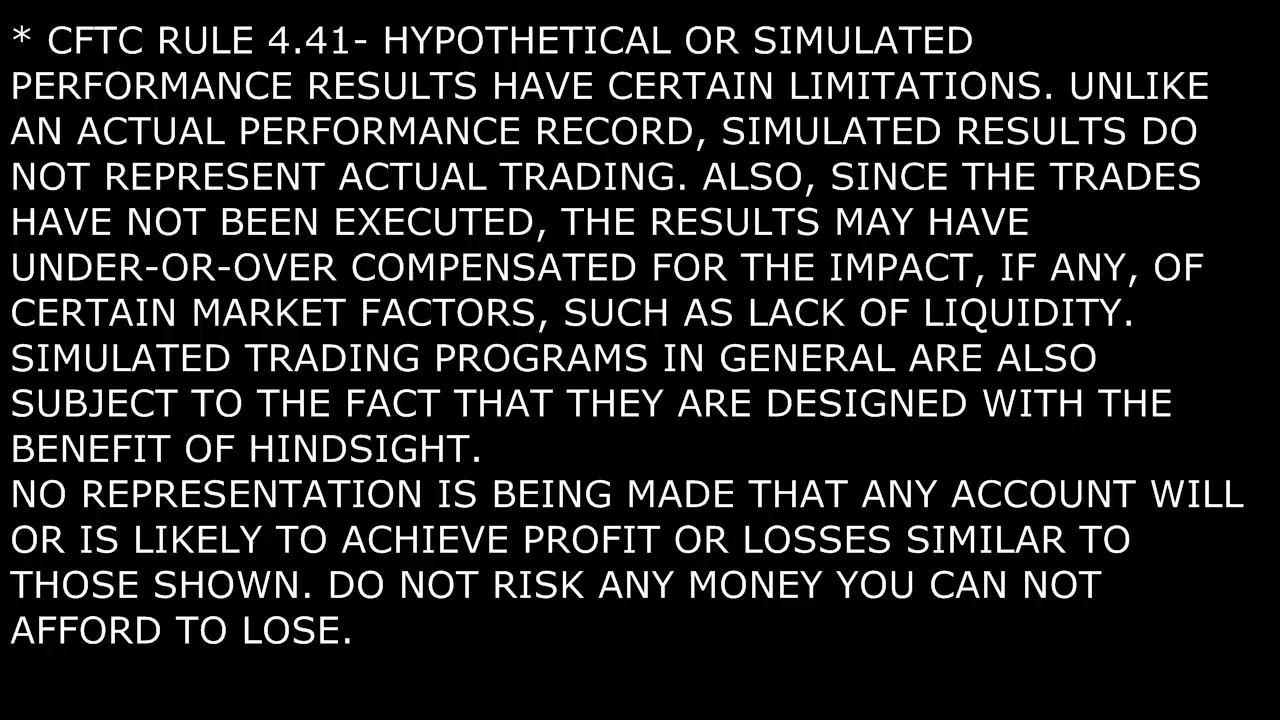 * CFTC RULE 4.41- HYPOTHETICAL OR SIMULATED
PERFORMANCE RESULTS HAVE CERTAIN LIMITATIONS. UNLIKE
AN ACTUAL PERFORMANCE RECORD, SIMULATED RESULTS DO
NOT REPRESENT ACTUAL TRADING. ALSO, SINCE THE TRADES
HAVE NOT BEEN EXECUTED, THE RESULTS MAY HAVE
UNDER-OR-OVER COMPENSATED FOR THE IMPACT, IF ANY, OF
CERTAIN MARKET FACTORS, SUCH AS LACK OF LIQUIDITY.
SIMULATED TRADING PROGRAMS IN GENERAL ARE ALSO
SUBJECT TO THE FACT THAT THEY ARE DESIGNED WITH THE
BENEFIT OF HINDSIGHT.
NO REPRESENTATION IS BEING MADE THAT ANY ACCOUNT WILL
OR IS LIKELY TO ACHIEVE PROFIT OR LOSSES SIMILAR TO
THOSE SHOWN. DO NOT RISK ANY MONEY YOU CAN NOT
AFFORD TO LOSE.